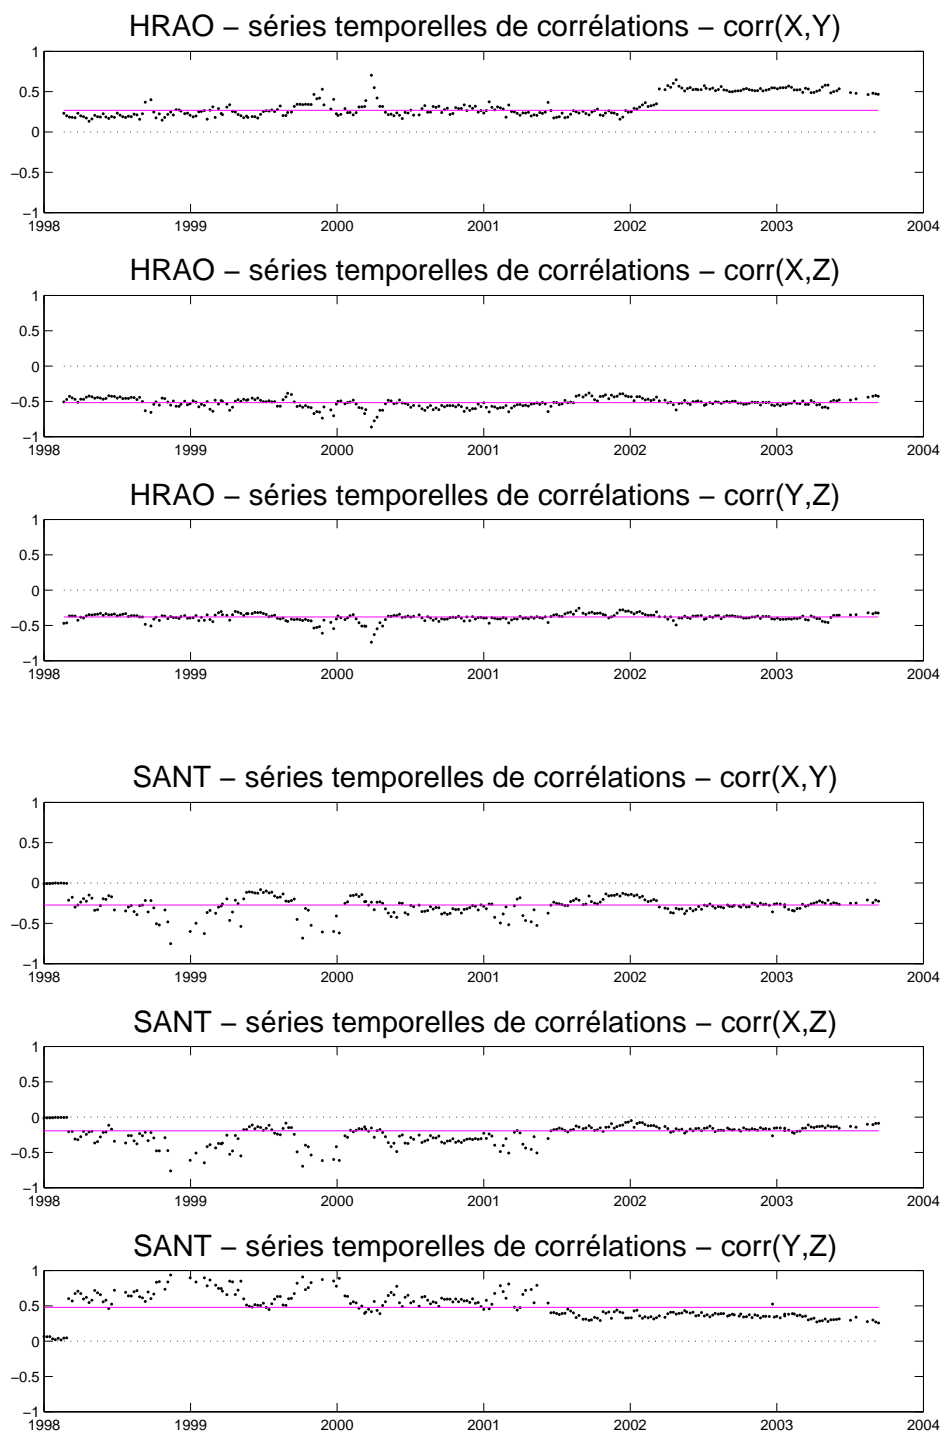 HRAO – séries temporelles de corrélations – corr(X,Y)
1
0.5
0
−0.5
−1
1998 1999 2000 2001 2002 2003 2004
HRAO – séries temporelles de corrélations – corr(X,Z)
1
0.5
0
−0.5
−1
1998 1999 2000 2001 2002 2003 2004
HRAO – séries temporelles de corrélations – corr(Y,Z)
1
0.5
0
−0.5
−1
1998 1999 2000 2001 2002 2003 2004
SANT – séries temporelles de corrélations – corr(X,Y)
1
0.5
0
−0.5
−1
1998 1999 2000 2001 2002 2003 2004
SANT – séries temporelles de corrélations – corr(X,Z)
1
0.5
0
−0.5
−1
1998 1999 2000 2001 2002 2003 2004
SANT – séries temporelles de corrélations – corr(Y,Z)
1
0.5
0
−0.5
−1
1998 1999 2000 2001 2002 2003 2004